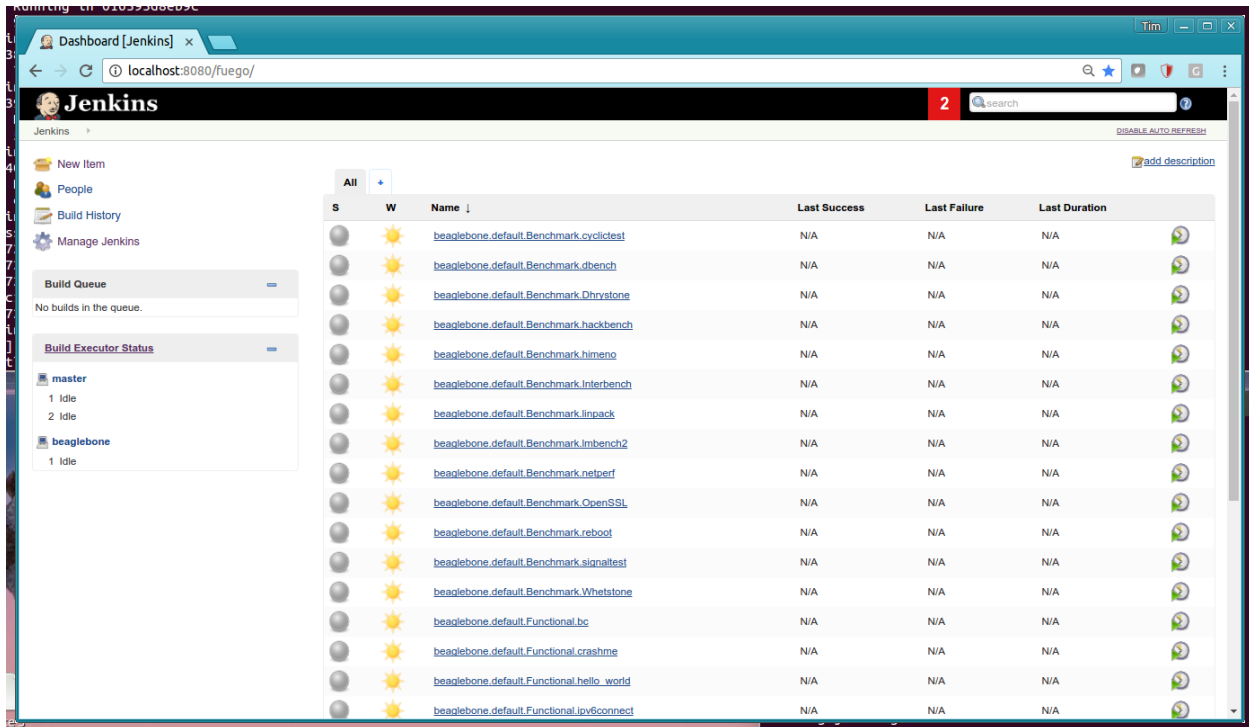 Running in 010393d8eb9c
Tim
Dashboard [Jenkins]
localhost:8080/fuego/
Jenkins
2
search
Jenkins
DISABLE AUTO REFRESH
New Item
People
Build History
Manage Jenkins
Build Queue
No builds in the queue.
Build Executor Status
master
1 Idle
2 Idle
beaglebone
1 Idle
add description
All +
S W Name ↓ Last Success Last Failure Last Duration
beaglebone.default.Benchmark.cyclictest N/A N/A N/A
beaglebone.default.Benchmark.dbench N/A N/A N/A
beaglebone.default.Benchmark.Dhrystone N/A N/A N/A
beaglebone.default.Benchmark.hackbench N/A N/A N/A
beaglebone.default.Benchmark.himeno N/A N/A N/A
beaglebone.default.Benchmark.Interbench N/A N/A N/A
beaglebone.default.Benchmark.linpack N/A N/A N/A
beaglebone.default.Benchmark.lmbench2 N/A N/A N/A
beaglebone.default.Benchmark.netperf N/A N/A N/A
beaglebone.default.Benchmark.OpenSSL N/A N/A N/A
beaglebone.default.Benchmark.reboot N/A N/A N/A
beaglebone.default.Benchmark.signaltest N/A N/A N/A
beaglebone.default.Benchmark.Whetstone N/A N/A N/A
beaglebone.default.Functional.bc N/A N/A N/A
beaglebone.default.Functional.crashme N/A N/A N/A
beaglebone.default.Functional.hello_world N/A N/A N/A
beaglebone.default.Functional.ipv6connect N/A N/A N/A